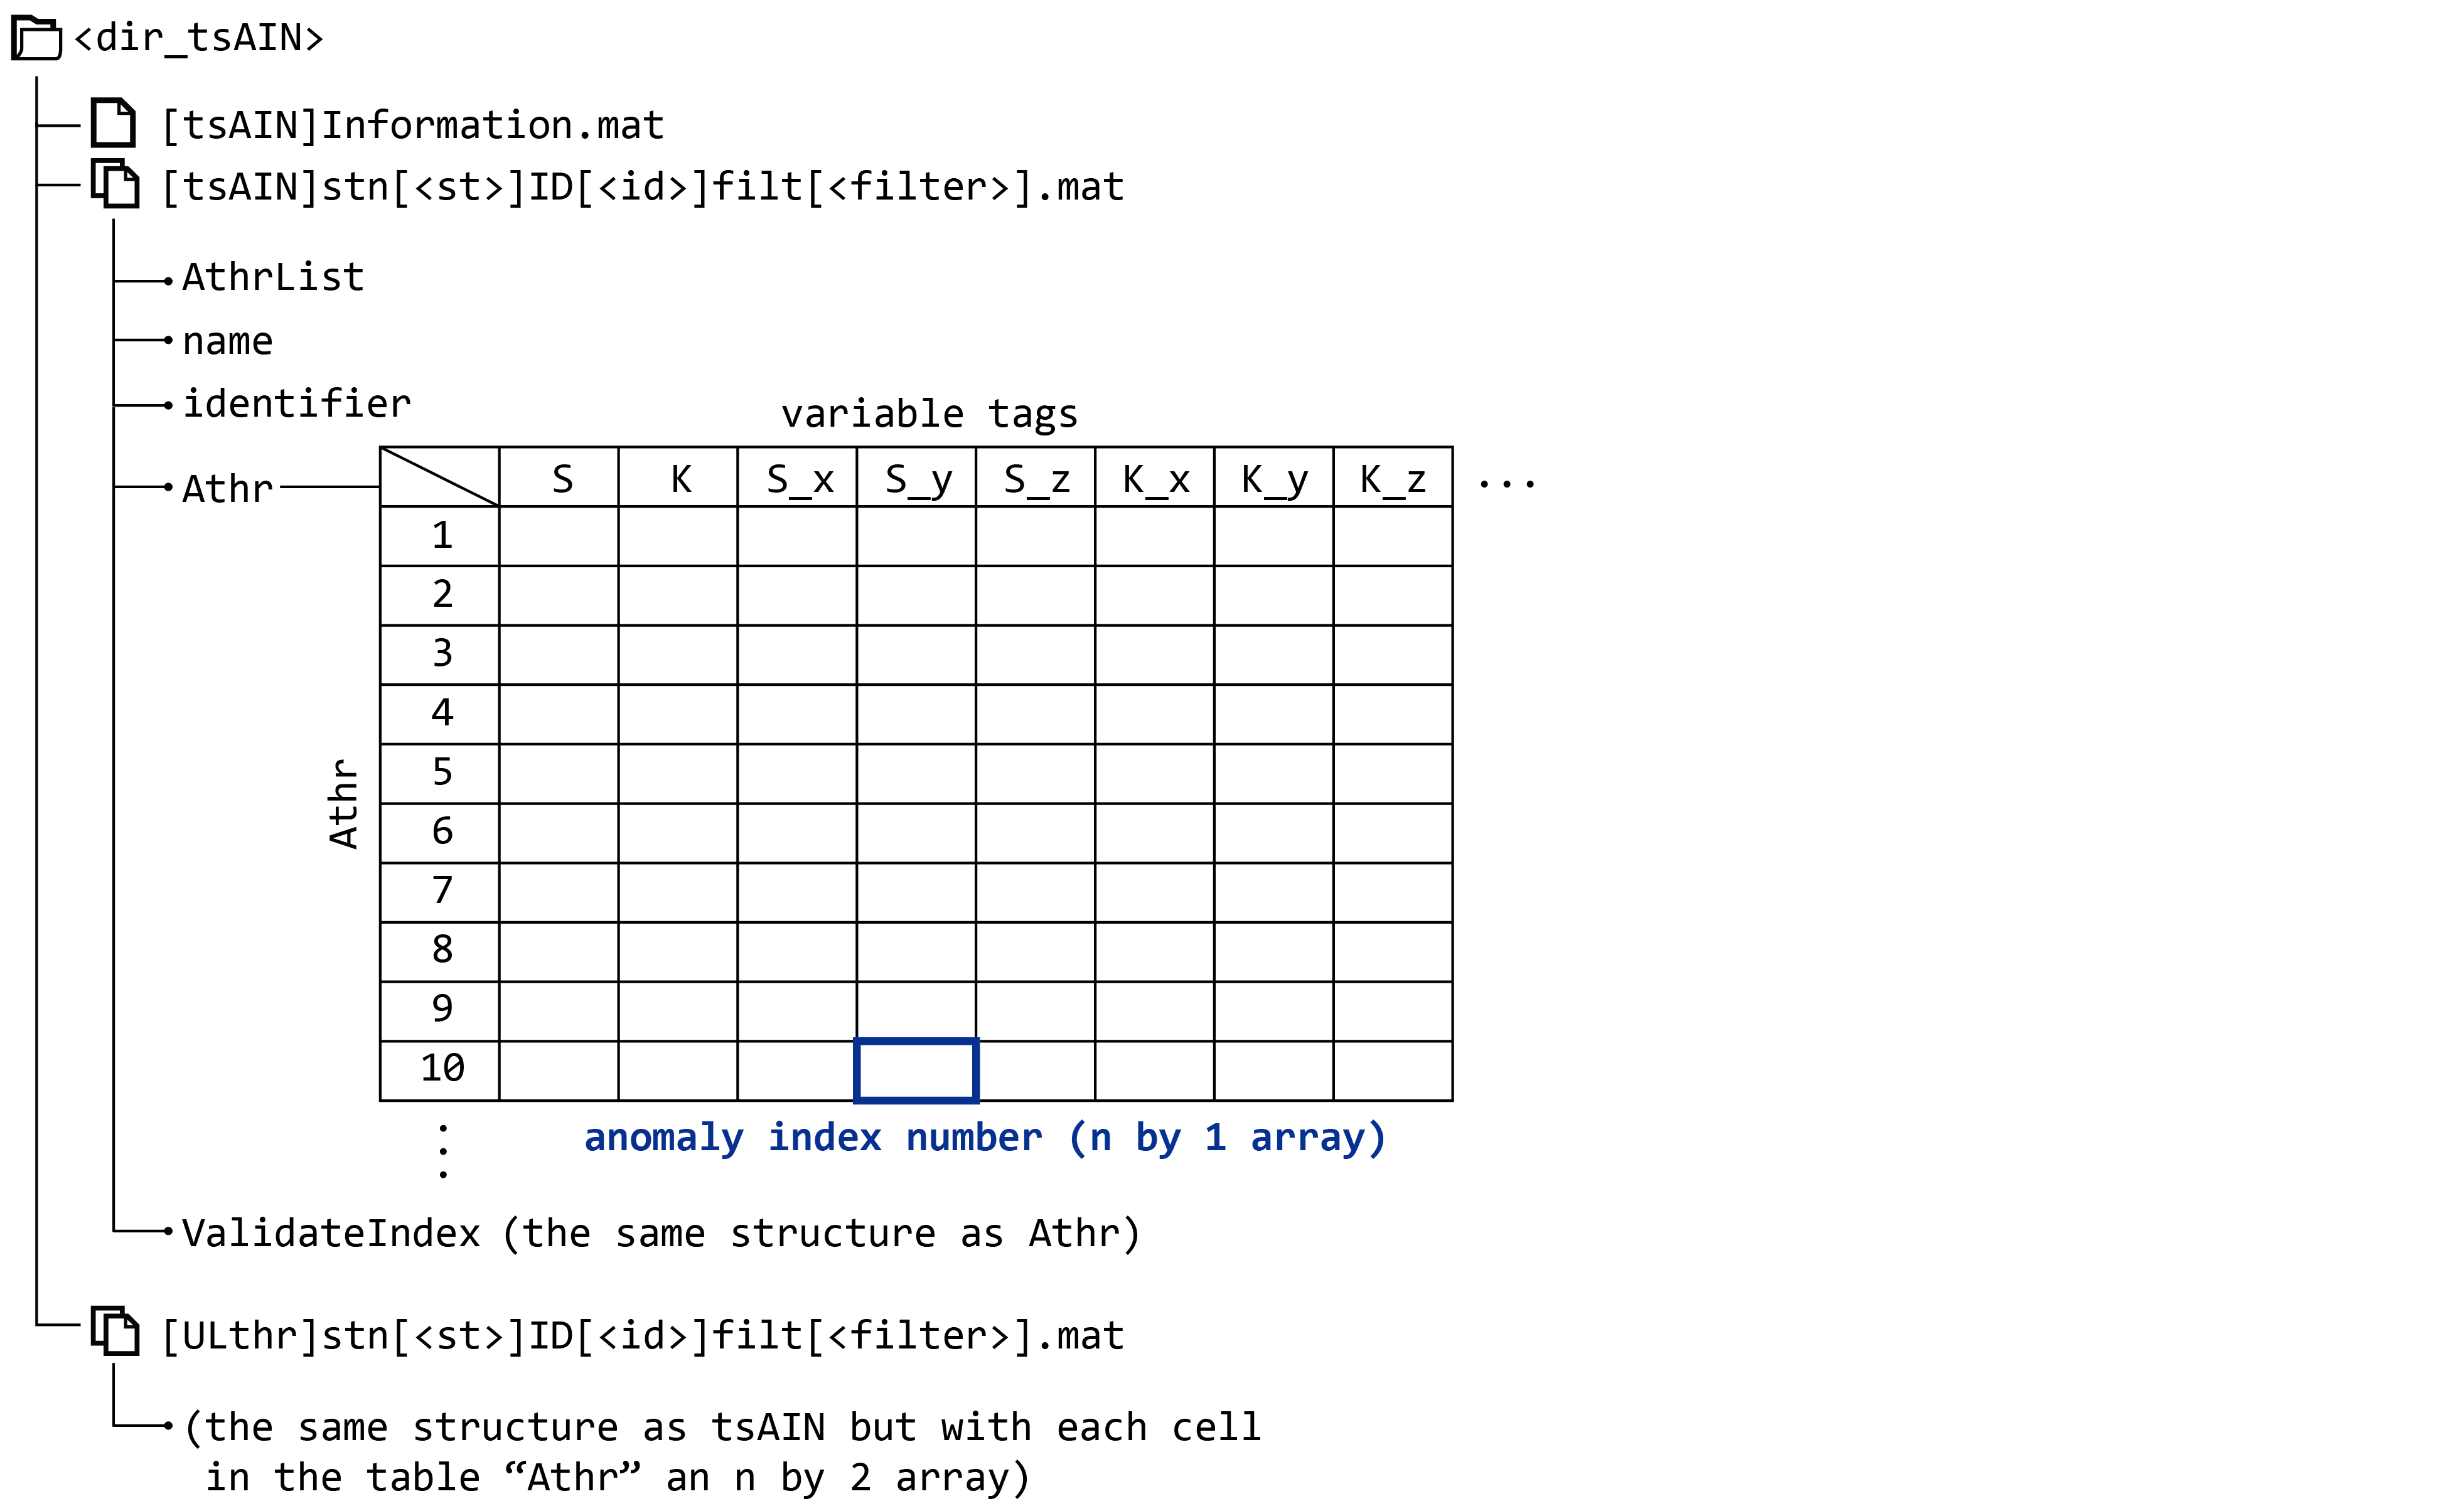 <dir_tsAIN>
[tsAIN]Information.mat
[tsAIN]stn[<st>]ID[<id>]filt[<filter>].mat
AthrList
name
identifier
variable tags
Athr
S K S_x S_y S_z K_x K_y K_z ...
1
2
3
4
5
Athr
6
7
8
9
10
anomaly index number (n by 1 array)
ValidateIndex (the same structure as Athr)
[ULthr]stn[<st>]ID[<id>]filt[<filter>].mat
(the same structure as tsAIN but with each cell
in the table “Athr” an n by 2 array)